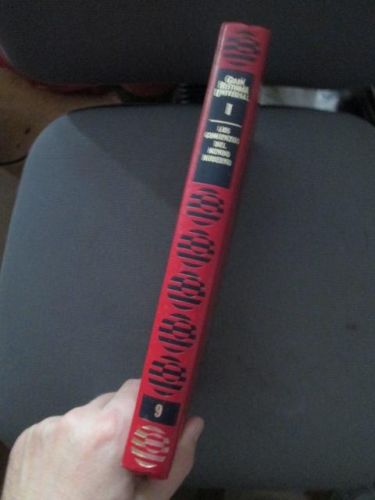 GRAN
HISTORIA
UNIVERSAL
I
LOS
COMIENZOS
DEL
MUNDO
MODERNO
9